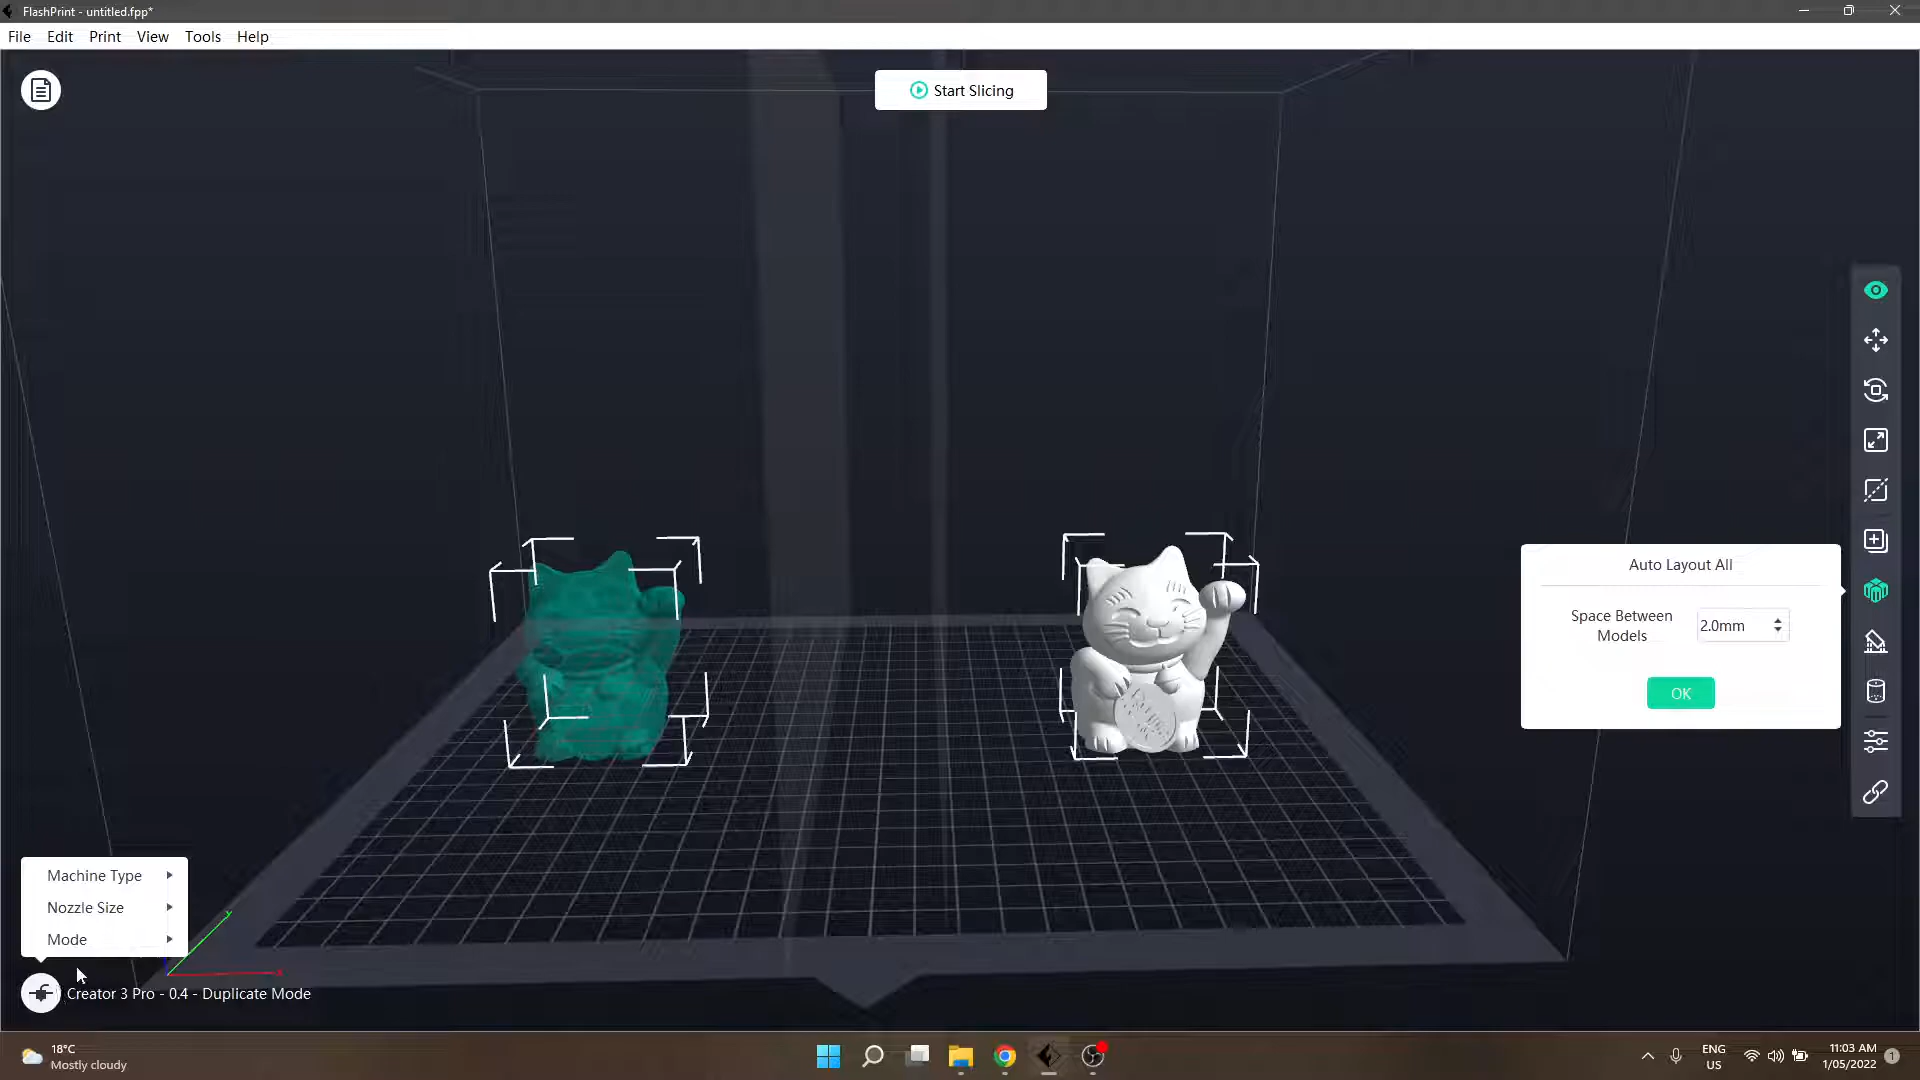 FlashPrint - untitled.fpp*
File Edit Print View Tools Help
Start Slicing
Auto Layout All
Space Between
Models
2.0mm
OK
Machine Type
Nozzle Size
Mode
Creator 3 Pro - 0.4 - Duplicate Mode
18°C
Mostly cloudy
ENG
US
11:03 AM
1/05/2022
1